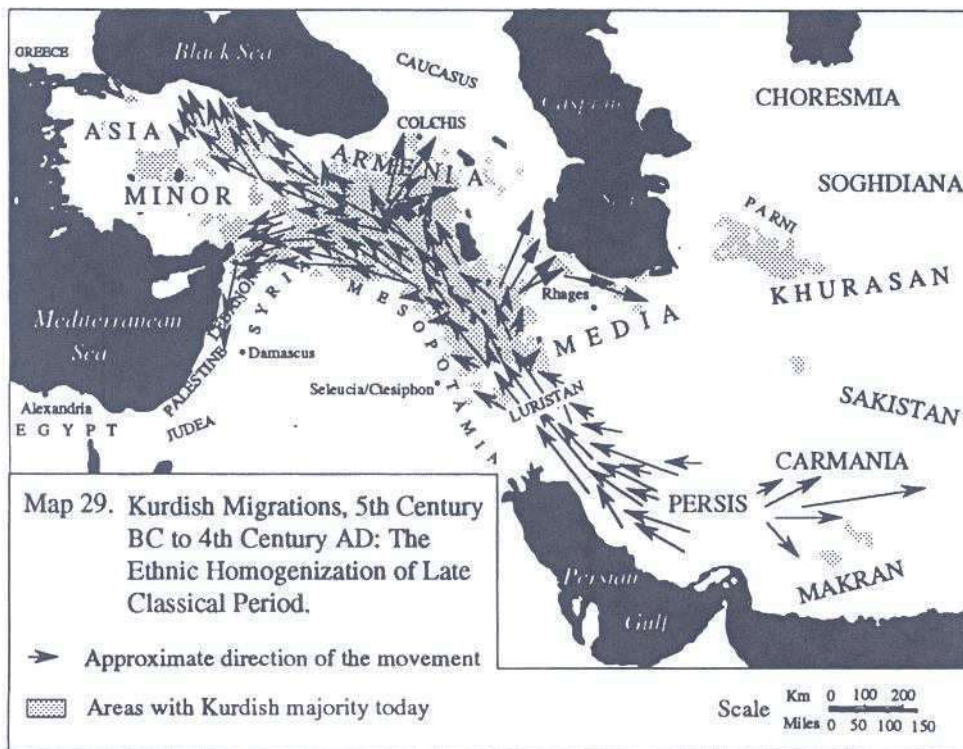 GREECE
Black Sea
CAUCASUS
Caspian
CHORESMIA
ASIA
COLCHIS
ARMENIA
MINOR
SOGHDIANA
PARNI
KHURASAN
Rhages
MEDIA
Mediterranean
Sea
LEBANON
SYRIA
MESOPOTAMIA
Damascus
PALESTINE
Seleucia/Ctesiphon
LURISTAN
SAKISTAN
Alexandria
EGYPT
JUDEA
CARMANIA
PERSIS
MAKRAN
Persian
Gulf
Map 29. Kurdish Migrations, 5th Century
BC to 4th Century AD: The
Ethnic Homogenization of Late
Classical Period.
Approximate direction of the movement
Areas with Kurdish majority today
Scale
Km 0 100 200
Miles 0 50 100 150